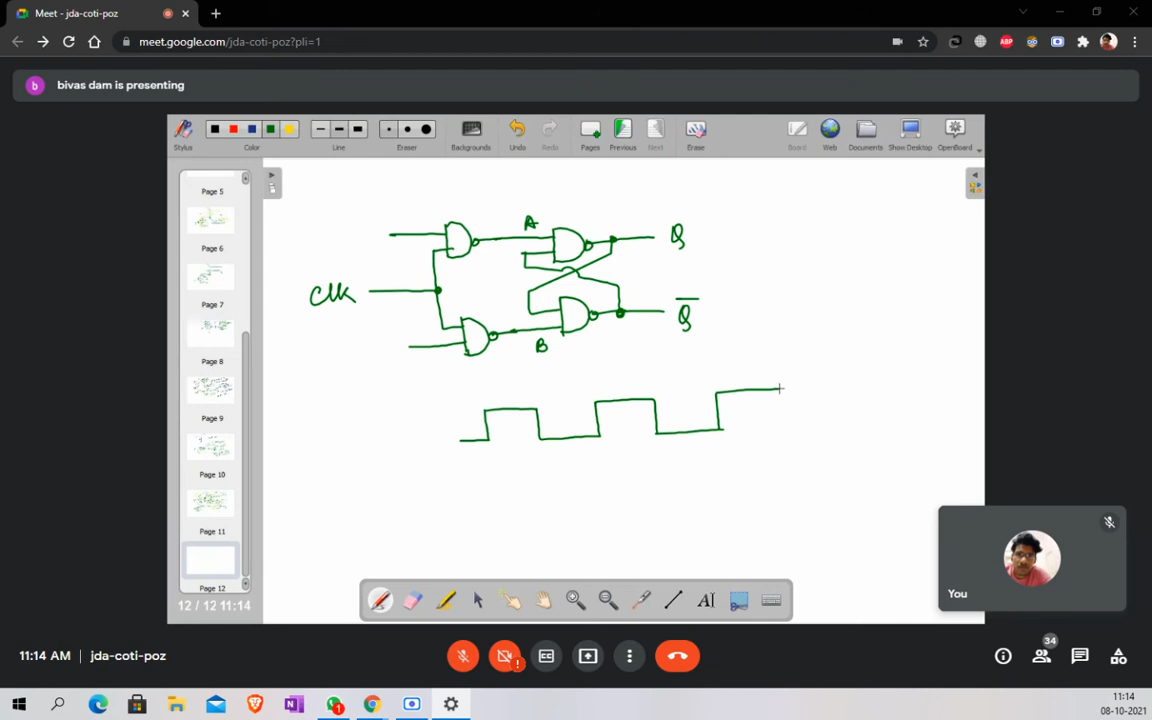 Meet - jda-coti-poz
meet.google.com/jda-coti-poz?pli=1
ABP
b
bivas dam is presenting
Stylus
Color
Line
Eraser
Backgrounds
Undo
Redo
Pages
Previous
Next
Erase
Board
Web
Documents
Show Desktop
OpenBoard
Page 5
Page 6
Page 7
Page 8
Page 9
Page 10
Page 11
Page 12
12 / 12 11:14
A
Q
Clk
Q̅
B
You
11:14 AM
jda-coti-poz
34
11:14
08-10-2021